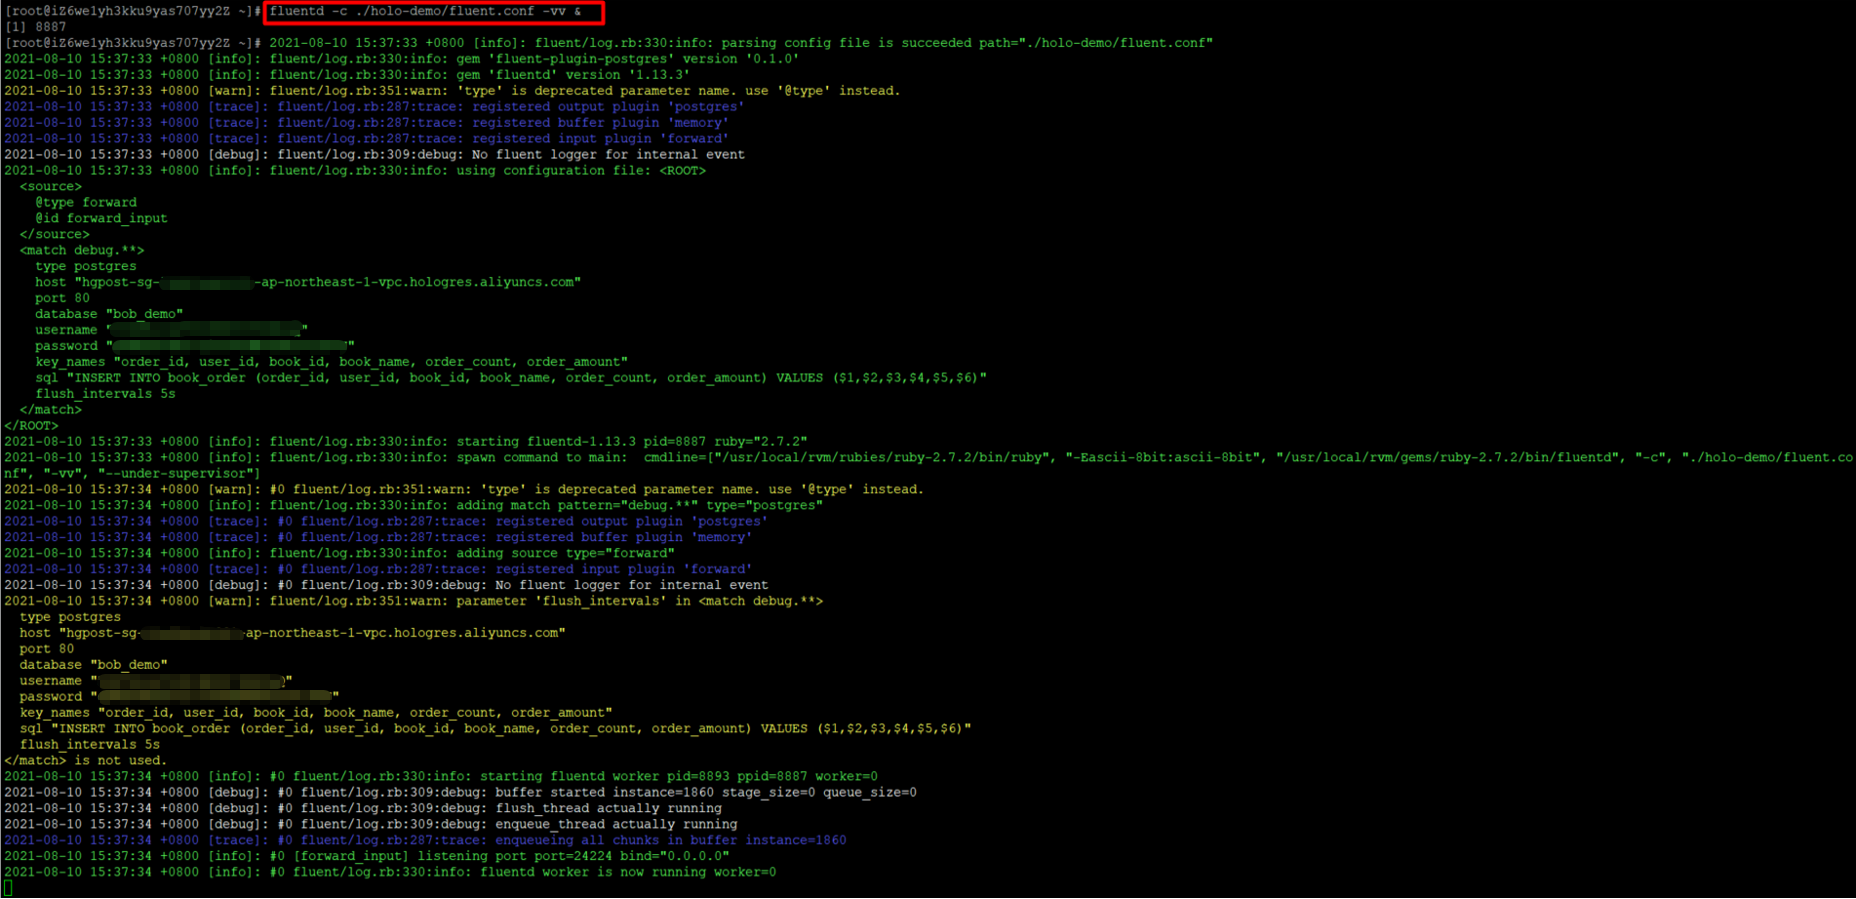 [root@iZ6we1yh3kku9yas707yy2Z ~]# fluentd -c ./holo-demo/fluent.conf -vv &
[1] 8887
[root@iZ6we1yh3kku9yas707yy2Z ~]# 2021-08-10 15:37:33 +0800 [info]: fluent/log.rb:330:info: parsing config file is succeeded path="./holo-demo/fluent.conf"
2021-08-10 15:37:33 +0800 [info]: fluent/log.rb:330:info: gem 'fluent-plugin-postgres' version '0.1.0'
2021-08-10 15:37:33 +0800 [info]: fluent/log.rb:330:info: gem 'fluentd' version '1.13.3'
2021-08-10 15:37:33 +0800 [warn]: fluent/log.rb:351:warn: 'type' is deprecated parameter name. use '@type' instead.
2021-08-10 15:37:33 +0800 [trace]: fluent/log.rb:287:trace: registered output plugin 'postgres'
2021-08-10 15:37:33 +0800 [trace]: fluent/log.rb:287:trace: registered buffer plugin 'memory'
2021-08-10 15:37:33 +0800 [trace]: fluent/log.rb:287:trace: registered input plugin 'forward'
2021-08-10 15:37:33 +0800 [debug]: fluent/log.rb:309:debug: No fluent logger for internal event
2021-08-10 15:37:33 +0800 [info]: fluent/log.rb:330:info: using configuration file: <ROOT>
  <source>
    @type forward
    @id forward_input
  </source>
  <match debug.**>
    type postgres
    host "hgpost-sg- -ap-northeast-1-vpc.hologres.aliyuncs.com"
    port 80
    database "bob_demo"
    username " "
    password " "
    key_names "order_id, user_id, book_id, book_name, order_count, order_amount"
    sql "INSERT INTO book_order (order_id, user_id, book_id, book_name, order_count, order_amount) VALUES ($1,$2,$3,$4,$5,$6)"
    flush_intervals 5s
  </match>
</ROOT>
2021-08-10 15:37:33 +0800 [info]: fluent/log.rb:330:info: starting fluentd-1.13.3 pid=8887 ruby="2.7.2"
2021-08-10 15:37:33 +0800 [info]: fluent/log.rb:330:info: spawn command to main:  cmdline=["/usr/local/rvm/rubies/ruby-2.7.2/bin/ruby", "-Eascii-8bit:ascii-8bit", "/usr/local/rvm/gems/ruby-2.7.2/bin/fluentd", "-c", "./holo-demo/fluent.co
nf", "-vv", "--under-supervisor"]
2021-08-10 15:37:34 +0800 [warn]: #0 fluent/log.rb:351:warn: 'type' is deprecated parameter name. use '@type' instead.
2021-08-10 15:37:34 +0800 [info]: fluent/log.rb:330:info: adding match pattern="debug.**" type="postgres"
2021-08-10 15:37:34 +0800 [trace]: #0 fluent/log.rb:287:trace: registered output plugin 'postgres'
2021-08-10 15:37:34 +0800 [trace]: #0 fluent/log.rb:287:trace: registered buffer plugin 'memory'
2021-08-10 15:37:34 +0800 [info]: fluent/log.rb:330:info: adding source type="forward"
2021-08-10 15:37:34 +0800 [trace]: #0 fluent/log.rb:287:trace: registered input plugin 'forward'
2021-08-10 15:37:34 +0800 [debug]: #0 fluent/log.rb:309:debug: No fluent logger for internal event
2021-08-10 15:37:34 +0800 [warn]: fluent/log.rb:351:warn: parameter 'flush_intervals' in <match debug.**>
  type postgres
  host "hgpost-sg- -ap-northeast-1-vpc.hologres.aliyuncs.com"
  port 80
  database "bob_demo"
  username " "
  password " "
  key_names "order_id, user_id, book_id, book_name, order_count, order_amount"
  sql "INSERT INTO book_order (order_id, user_id, book_id, book_name, order_count, order_amount) VALUES ($1,$2,$3,$4,$5,$6)"
  flush_intervals 5s
</match> is not used.
2021-08-10 15:37:34 +0800 [info]: #0 fluent/log.rb:330:info: starting fluentd worker pid=8893 ppid=8887 worker=0
2021-08-10 15:37:34 +0800 [debug]: #0 fluent/log.rb:309:debug: buffer started instance=1860 stage_size=0 queue_size=0
2021-08-10 15:37:34 +0800 [debug]: #0 fluent/log.rb:309:debug: flush_thread actually running
2021-08-10 15:37:34 +0800 [debug]: #0 fluent/log.rb:309:debug: enqueue_thread actually running
2021-08-10 15:37:34 +0800 [trace]: #0 fluent/log.rb:287:trace: enqueueing all chunks in buffer instance=1860
2021-08-10 15:37:34 +0800 [info]: #0 [forward_input] listening port port=24224 bind="0.0.0.0"
2021-08-10 15:37:34 +0800 [info]: #0 fluent/log.rb:330:info: fluentd worker is now running worker=0